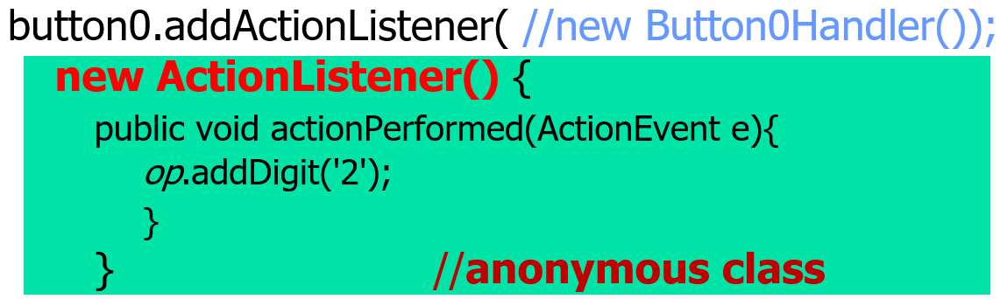 button0.addActionListener( //new Button0Handler());
new ActionListener() {
public void actionPerformed(ActionEvent e){
op.addDigit('2');
}
} //anonymous class